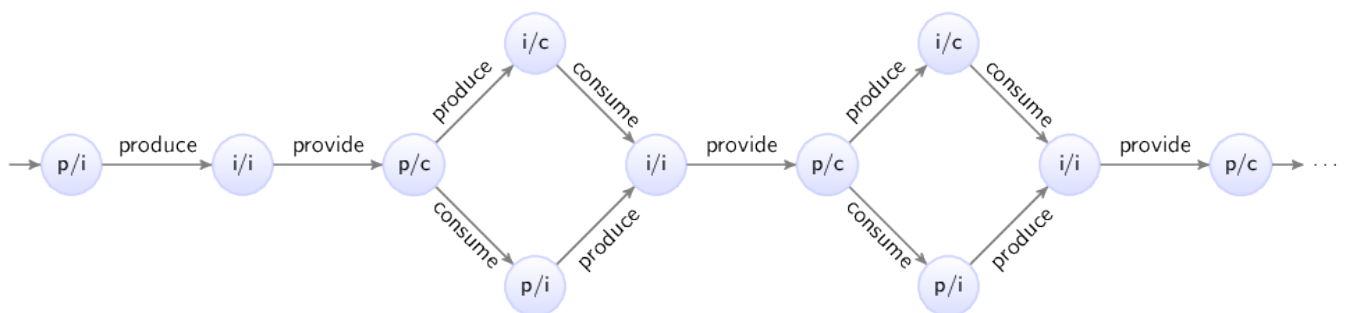 i/c
i/c
produce
consume
produce
consume
p/i
produce
i/i
provide
p/c
i/i
provide
p/c
i/i
provide
p/c
...
consume
produce
consume
produce
p/i
p/i